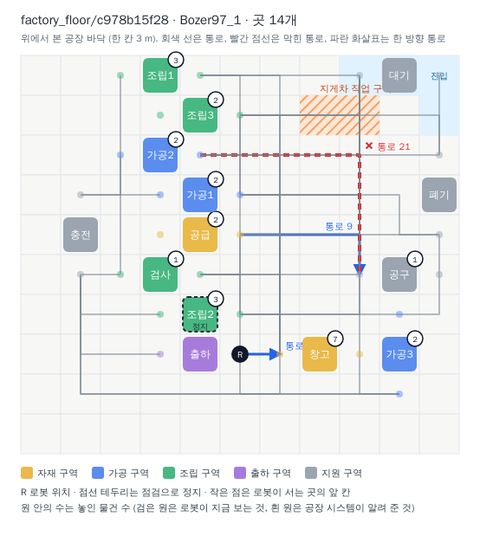 factory_floor/c978b15f28 · Bozer97_1 · 곳 14개
위에서 본 공장 바닥 (한 칸 3 m). 회색 선은 통로, 빨간 점선은 막힌 통로, 파란 화살표는 한 방향 통로
조립1 3
대기
진입
지게차 작업 구
조립3 2
✕ 통로 21
가공2 2
가공1 2
폐기
공급 2
통로 9
충전
검사 1
공구 1
조립2 3
정지
출하
R
통로
창고 7
가공3 2
자재 구역
가공 구역
조립 구역
출하 구역
지원 구역
R 로봇 위치 · 점선 테두리는 점검으로 정지 · 작은 점은 로봇이 서는 곳의 앞 칸
원 안의 수는 놓인 물건 수 (검은 원은 로봇이 지금 보는 것, 흰 원은 공장 시스템이 알려 준 것)